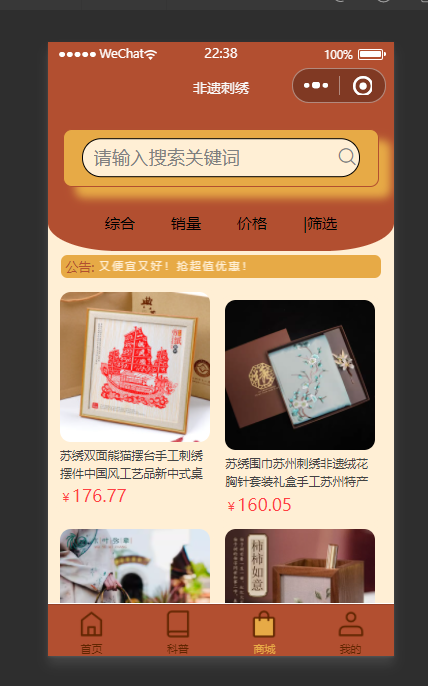 WeChat
22:38
100%
非遗刺绣
请输入搜索关键词
综合 销量 价格 |筛选
公告: 又便宜又好！抢超值优惠！
苏绣双面熊猫摆台手工刺绣
摆件中国风工艺品新中式桌
￥176.77
苏绣围巾苏州刺绣非遗绒花
胸针套装礼盒手工苏州特产
￥160.05
柿柿如意
首页 科普 商城 我的